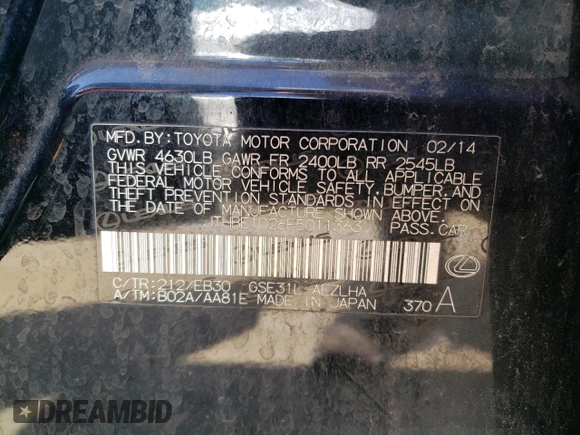 MFD.BY:TOYOTA MOTOR CORPORATION 02/14
GVWR 4630LB GAWR FR 2400LB RR 2545LB
THIS VEHICLE CONFORMS TO ALL APPLICABLE
FEDERAL MOTOR VEHICLE SAFETY,BUMPER,AND
THEFT PREVENTION STANDARDS IN EFFECT ON
THE DATE OF MANUFACTURE SHOWN ABOVE.
PASS.CAR
C/TR:212/EB30 GSE31L-AEZLHA
A/TM:B02A/AA81E MADE IN JAPAN 370A
DREAMBID